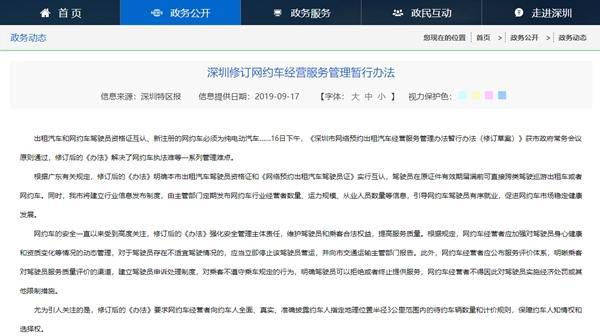 首 页
政务公开
政务服务
政民互动
走进深圳
政务动态
您现在的位置 首页 > 政务公开 > 政务动态
深圳修订网约车经营服务管理暂行办法
信息来源：深圳特区报 信息提供日期：2019-09-17 【字体： 大 中 小 】 视力保护色：
出租汽车和网约车驾驶员资格证互认、新注册的网约车必须为纯电动汽车……16日下午，《深圳市网络预约出租汽车经营服务管理暂行办法（修订草案）》获市政府常务会议
原则通过，修订后的《办法》解决了网约车执法难等一系列管理难点。
根据广东有关规定，修订后的《办法》明确本市出租汽车驾驶员资格证和《网络预约出租汽车驾驶员证》实行互认，驾驶员在原证件有效期届满前可直接跨类驾驶巡游出租车或者
网约车。同时，我市将建立行业信息发布制度，由主管部门定期发布网约车行业经营者数量、运力规模、从业人员数量等信息，引导网约车驾驶员有序就业，促进网约车市场稳定健康
发展。
网约车的安全一直以来受到高度关注，修订后的《办法》强化安全管理主体责任，维护驾驶员和乘客合法权益，提高服务质量。根据规定，网约车经营者应加强对驾驶员身心健康
和资质变化等情况的动态管理，对于驾驶员存在不适宜驾驶情况的，应当立即停止该驾驶员营运，并向市交通运输主管部门报告。此外，网约车经营者应公布服务评价体系，明晰乘客
对驾驶员服务质量评价的渠道，建立驾驶员申诉处理制度，对乘客不遵守乘车规定的行为，明确驾驶员可以拒绝或者终止提供服务，网约车经营者不得因此对驾驶员实施经济处罚或其
他限制措施。
尤为引人关注的是，修订后的《办法》要求网约车经营者向约车人全面、真实、准确披露约车人指定地理位置半径3公里范围内的待约车辆数量和计价规则，保障约车人知情权和
选择权。